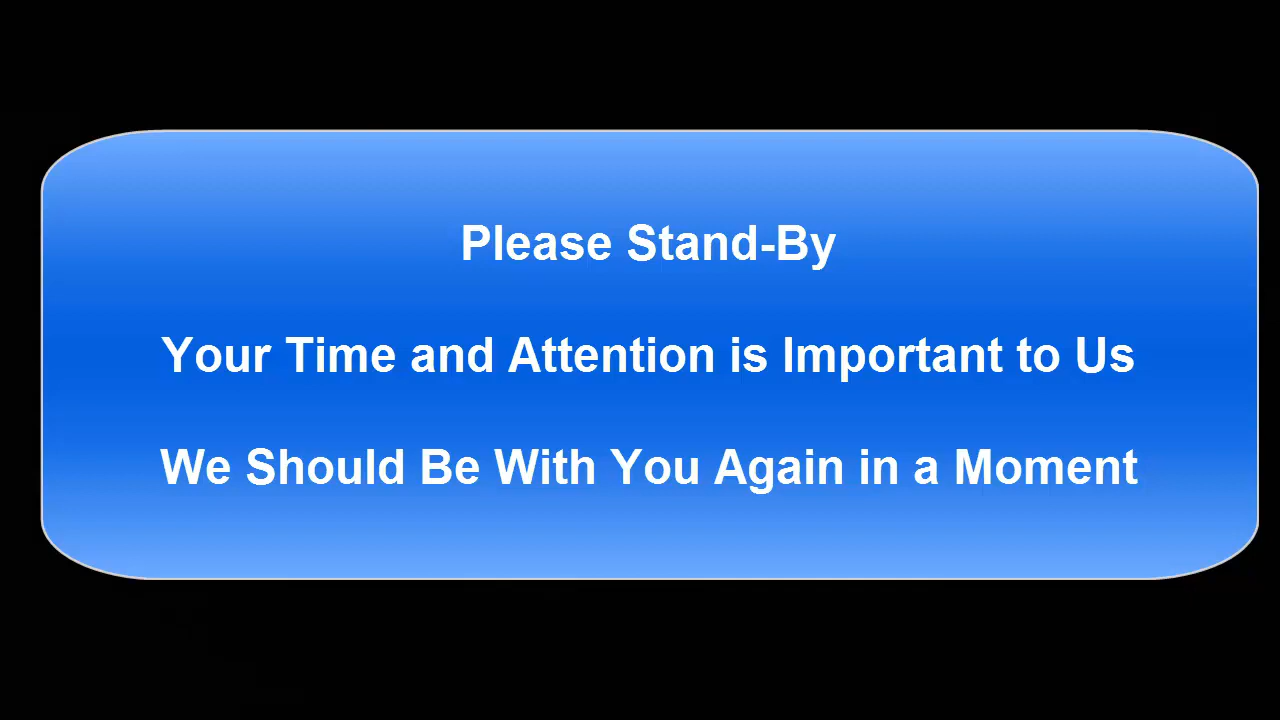 Please Stand-By
Your Time and Attention is Important to Us
We Should Be With You Again in a Moment